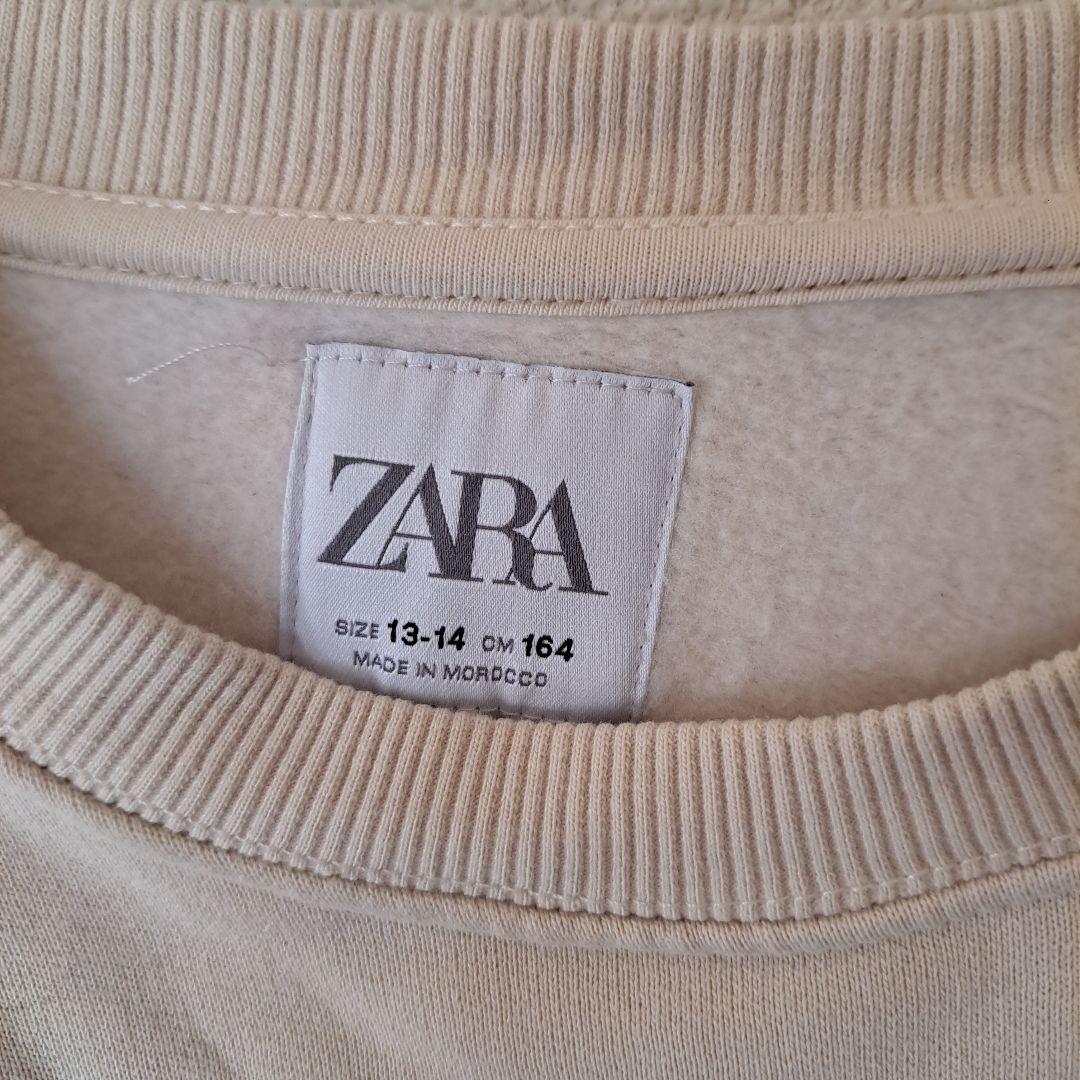 ZARA
SIZE 13-14 CM 164
MADE IN MOROCCO